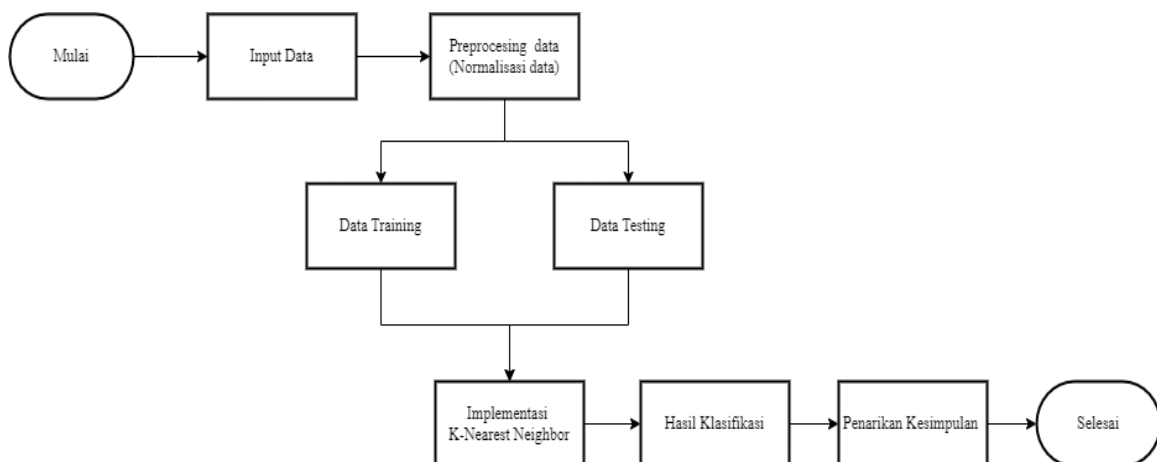 Mulai
Input Data
Preprocesing data
(Normalisasi data)
Data Training
Data Testing
Implementasi
K-Nearest Neighbor
Hasil Klasifikasi
Penarikan Kesimpulan
Selesai